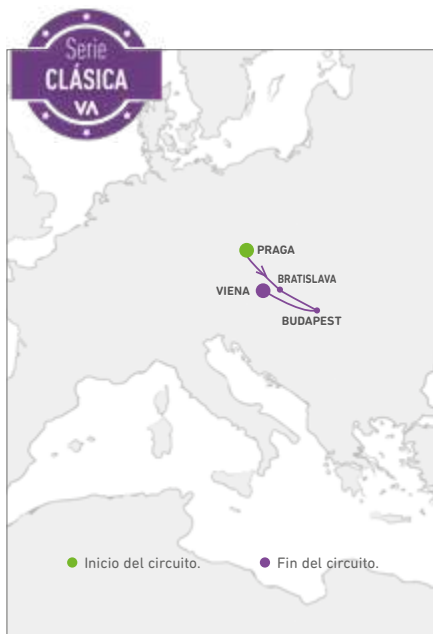 Serie
CLÁSICA
VA
PRAGA
BRATISLAVA
VIENA
BUDAPEST
Inicio del circuito.
Fin del circuito.